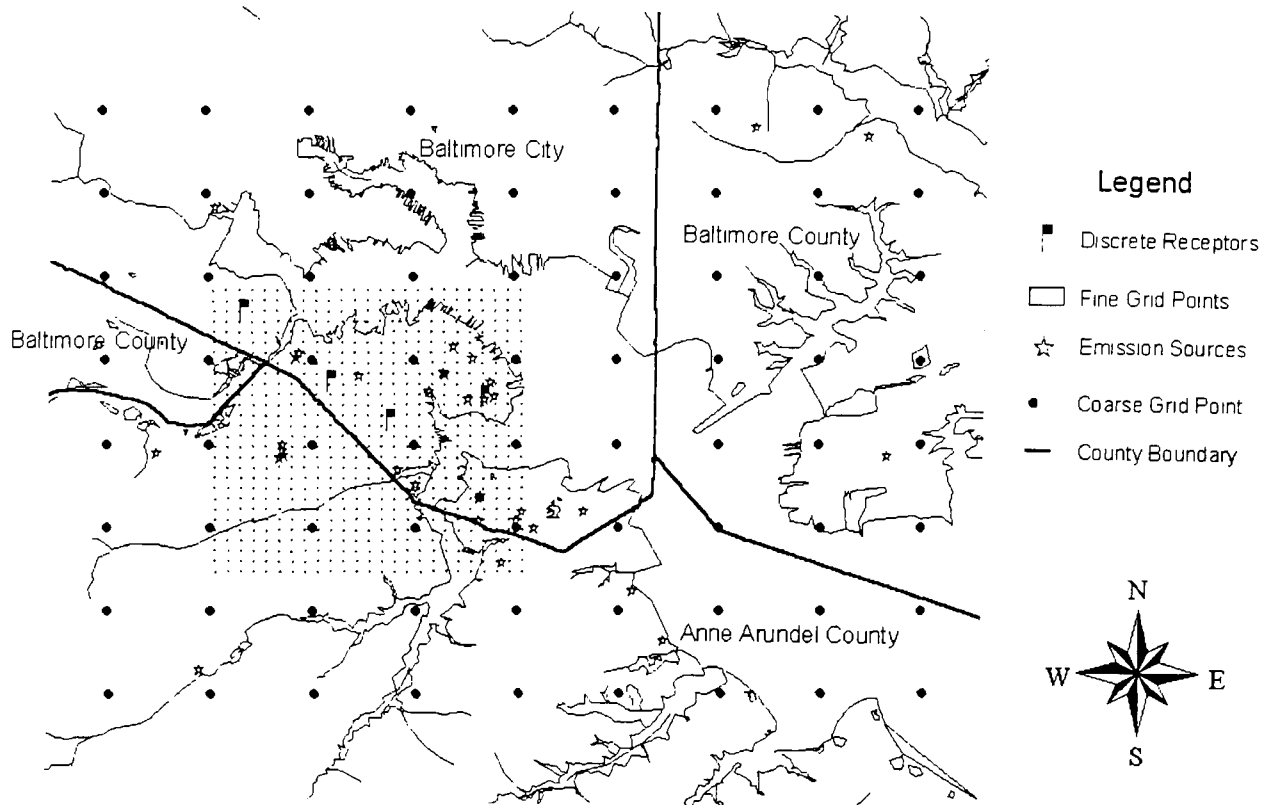 Baltimore City
Baltimore County
Baltimore County
Anne Arundel County
Legend
Discrete Receptors
Fine Grid Points
Emission Sources
Coarse Grid Point
County Boundary
N
W
E
S